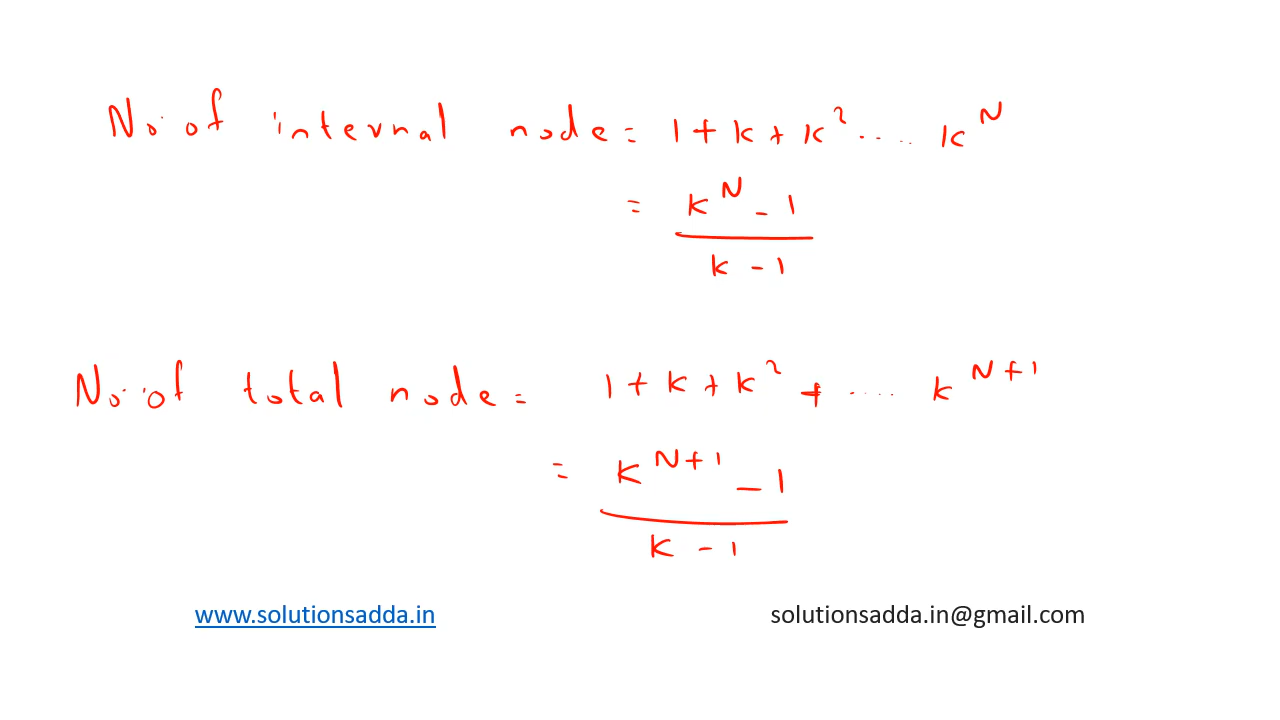 No. of internal node = 1 + k + k² ..... k^N
= k^N - 1
k - 1
No. of total node = 1 + k + k² + ..... k^N+1
= k^N+1 - 1
k - 1
www.solutionsadda.in solutionsadda.in@gmail.com